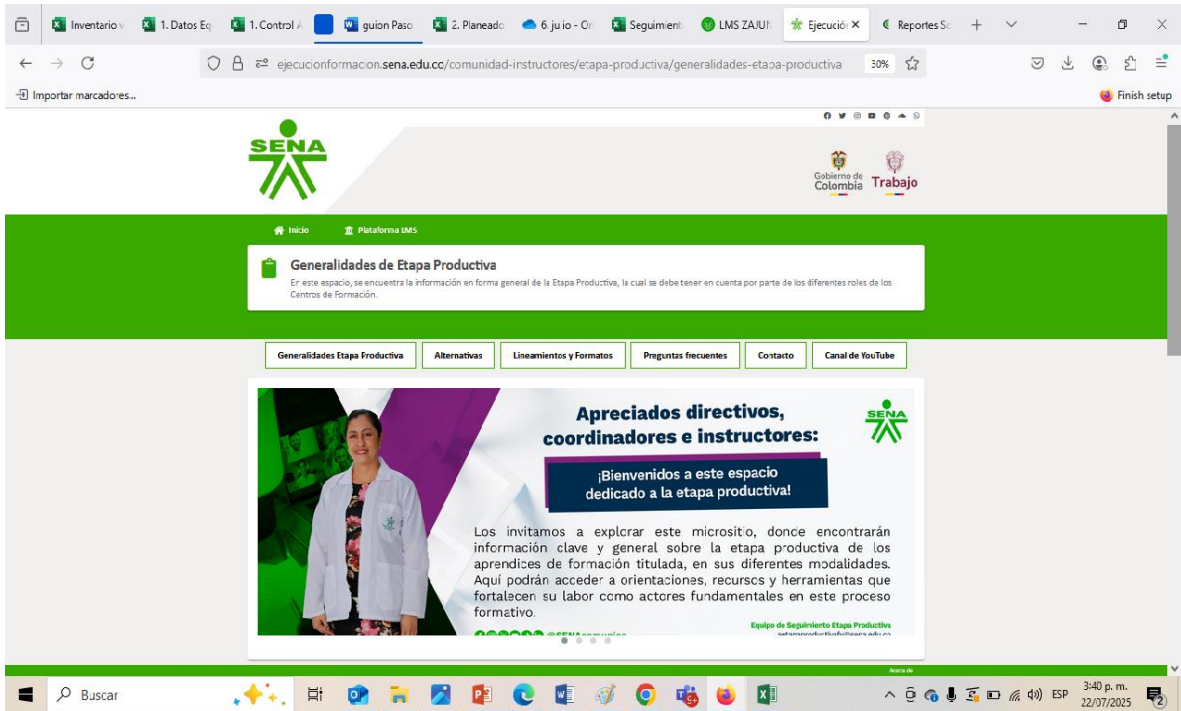 Inventario v
1. Datos Eq
1. Control A
guion Paso
2. Planeado
6. julio - On
Seguimient
LMS ZAJUN
Ejecución
Reportes So
ejecucionformacion.sena.edu.co/comunidad-instructores/etapa-productiva/generalidades-etapa-productiva
30%
Importar marcadores...
Finish setup
SENA
Gobierno de
Colombia
Trabajo
Inicio
Plataforma LMS
Generalidades de Etapa Productiva
En este espacio, se encuentra la información en forma general de la Etapa Productiva, la cual se debe tener en cuenta por parte de los diferentes roles de los
Centros de Formación.
Generalidades Etapa Productiva
Alternativas
Lineamientos y Formatos
Preguntas frecuentes
Contacto
Canal de YouTube
Apreciados directivos,
coordinadores e instructores:
SENA
¡Bienvenidos a este espacio
dedicado a la etapa productiva!
Los invitamos a explorar este micrositio, donde encontrarán
información clave y general sobre la etapa productiva de los
aprendices de formación titulada, en sus diferentes modalidades.
Aquí podrán acceder a orientaciones, recursos y herramientas que
fortalecen su labor como actores fundamentales en este proceso
formativo.
Equipo de Seguimiento Etapa Productiva
@SENAcomunica
Acerca de
Buscar
ESP
3:40 p. m.
22/07/2025
2